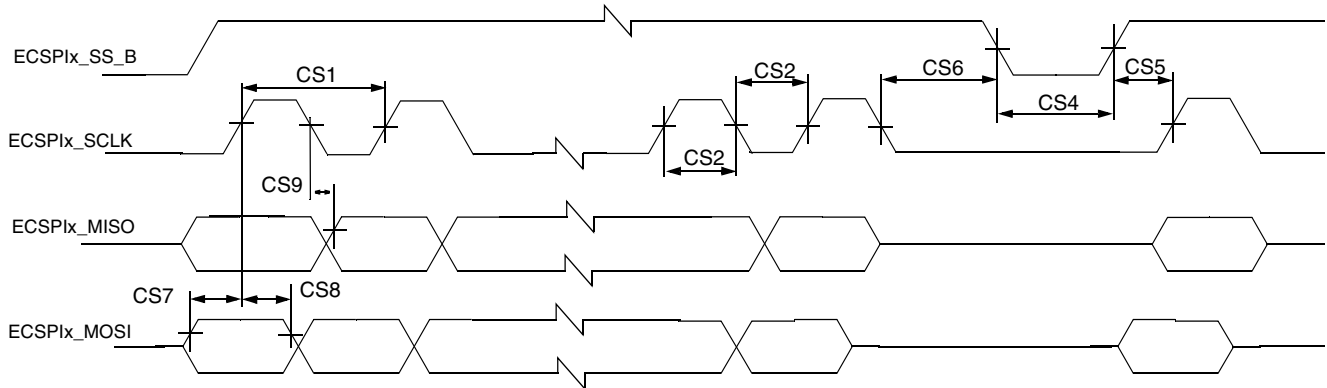 ECSPIx_SS_B
CS1
CS2
CS6
CS5
CS4
ECSPIx_SCLK
CS2
CS9
ECSPIx_MISO
CS7
CS8
ECSPIx_MOSI